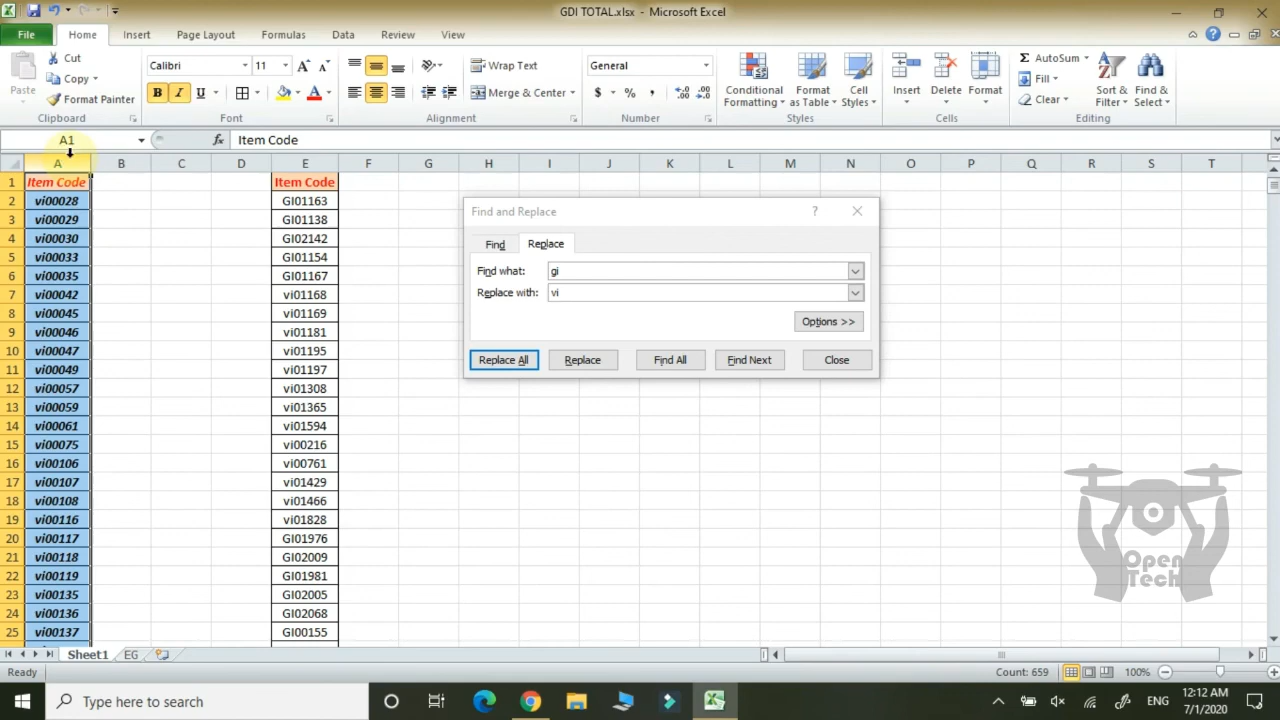 GDI TOTAL.xlsx - Microsoft Excel
File Home Insert Page Layout Formulas Data Review View
Paste
Cut
Copy
Format Painter
Clipboard
Calibri 11
B I U
Font
Wrap Text
Merge & Center
Alignment
General
$ % ,
Number
Conditional Formatting
Format as Table
Cell Styles
Styles
Insert Delete Format
Cells
Σ AutoSum
Fill
Clear
Sort & Filter
Find & Select
Editing
A1 fx Item Code
A B C D E F G H I J K L M N O P Q R S T
1 Item Code Item Code
2 vi00028 GI01163
3 vi00029 GI01138
4 vi00030 GI02142
5 vi00033 GI01154
6 vi00035 GI01167
7 vi00042 vi01168
8 vi00045 vi01169
9 vi00046 vi01181
10 vi00047 vi01195
11 vi00049 vi01197
12 vi00057 vi01308
13 vi00059 vi01365
14 vi00061 vi01594
15 vi00075 vi00216
16 vi00106 vi00761
17 vi00107 vi01429
18 vi00108 vi01466
19 vi00116 vi01828
20 vi00117 GI01976
21 vi00118 GI02009
22 vi00119 GI01981
23 vi00135 GI02005
24 vi00136 GI02068
25 vi00137 GI00155
Find and Replace ?
Find Replace
Find what: gi
Replace with: vi
Options >>
Replace All Replace Find All Find Next Close
Open
Tech
Sheet1 EG
Ready Count: 659 100%
Type here to search
ENG
12:12 AM
7/1/2020